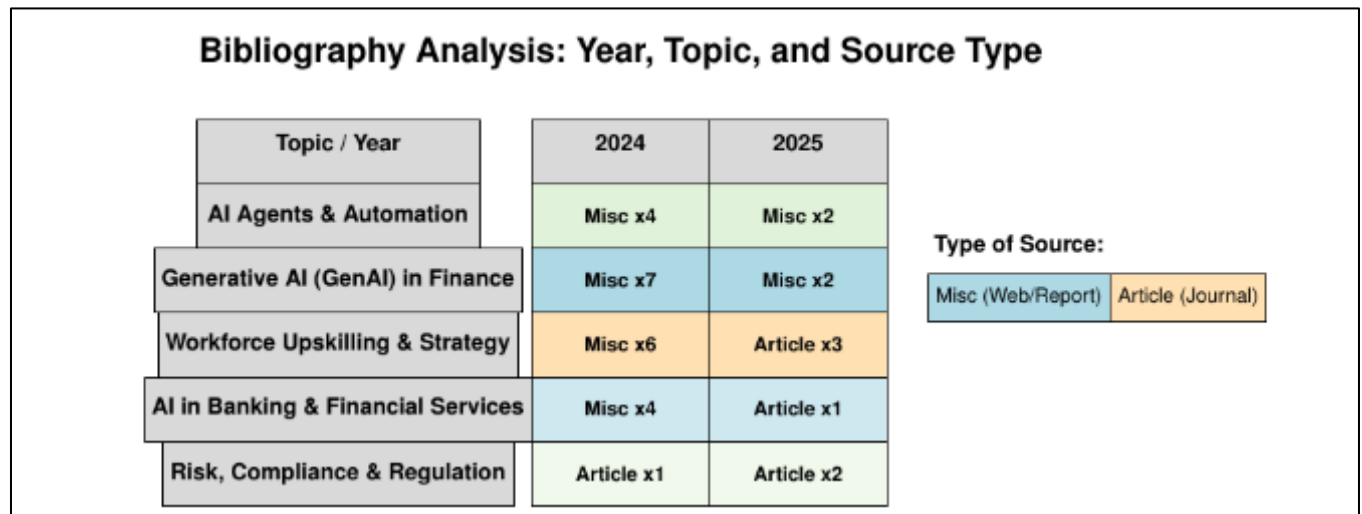 Bibliography Analysis: Year, Topic, and Source Type
Topic / Year 2024 2025
AI Agents & Automation Misc x4 Misc x2
Generative AI (GenAI) in Finance Misc x7 Misc x2
Workforce Upskilling & Strategy Misc x6 Article x3
AI in Banking & Financial Services Misc x4 Article x1
Risk, Compliance & Regulation Article x1 Article x2
Type of Source:
Misc (Web/Report) Article (Journal)